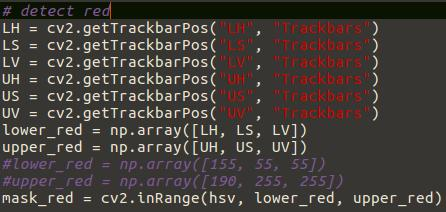 # detect red
LH = cv2.getTrackbarPos("LH", "Trackbars")
LS = cv2.getTrackbarPos("LS", "Trackbars")
LV = cv2.getTrackbarPos("LV", "Trackbars")
UH = cv2.getTrackbarPos("UH", "Trackbars")
US = cv2.getTrackbarPos("US", "Trackbars")
UV = cv2.getTrackbarPos("UV", "Trackbars")
lower_red = np.array([LH, LS, LV])
upper_red = np.array([UH, US, UV])
#lower_red = np.array([155, 55, 55])
#upper_red = np.array([190, 255, 255])
mask_red = cv2.inRange(hsv, lower_red, upper_red)